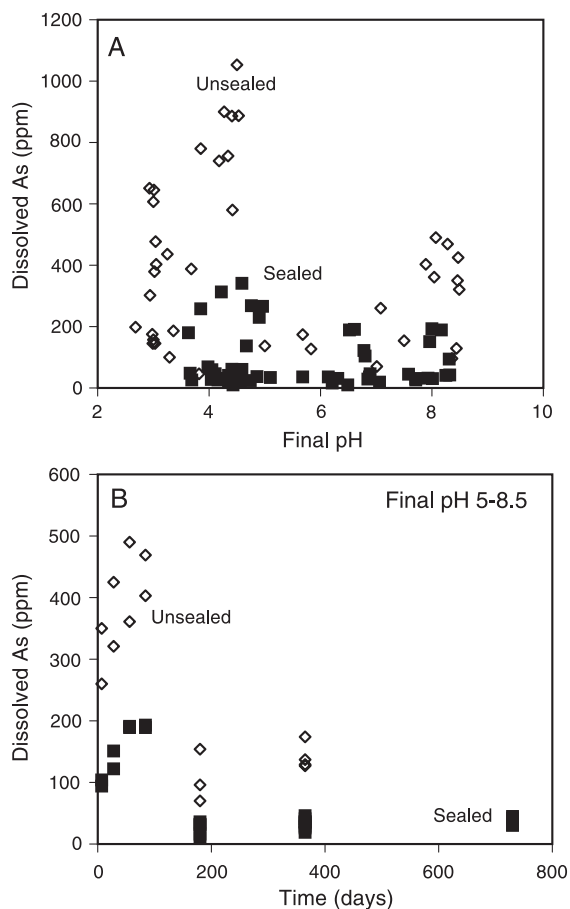 A
1200
1000
800
600
400
200
0
Dissolved As (ppm)
Unsealed
Sealed
2 4 6 8 10
Final pH
B
Final pH 5-8.5
600
500
400
300
200
100
0
Dissolved As (ppm)
Unsealed
Sealed
0 200 400 600 800
Time (days)